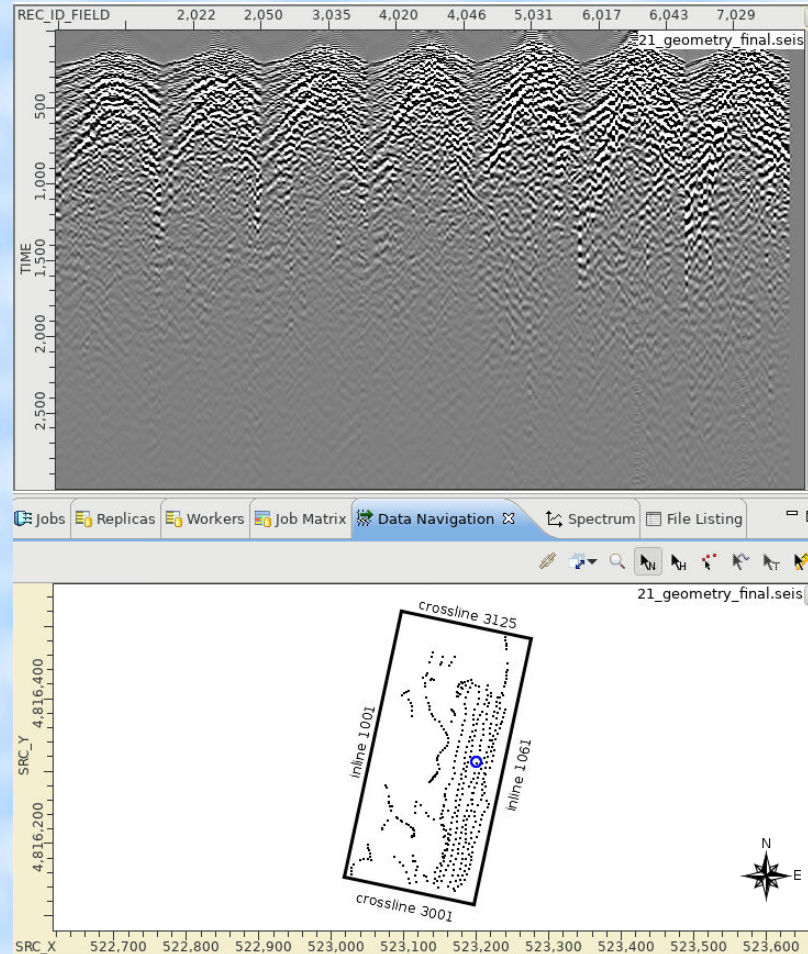 REC_ID_FIELD 2,022 2,050 3,035 4,020 4,046 5,031 6,017 6,043 7,029
21_geometry_final.seis
TIME
500
1,000
1,500
2,000
2,500
Jobs Replicas Workers Job Matrix Data Navigation Spectrum File Listing
N H T
21_geometry_final.seis
crossline 3125
4,816,400
SRC_Y
inline 1001
inline 1061
4,816,200
N
E
crossline 3001
SRC_X 522,700 522,800 522,900 523,000 523,100 523,200 523,300 523,400 523,500 523,600